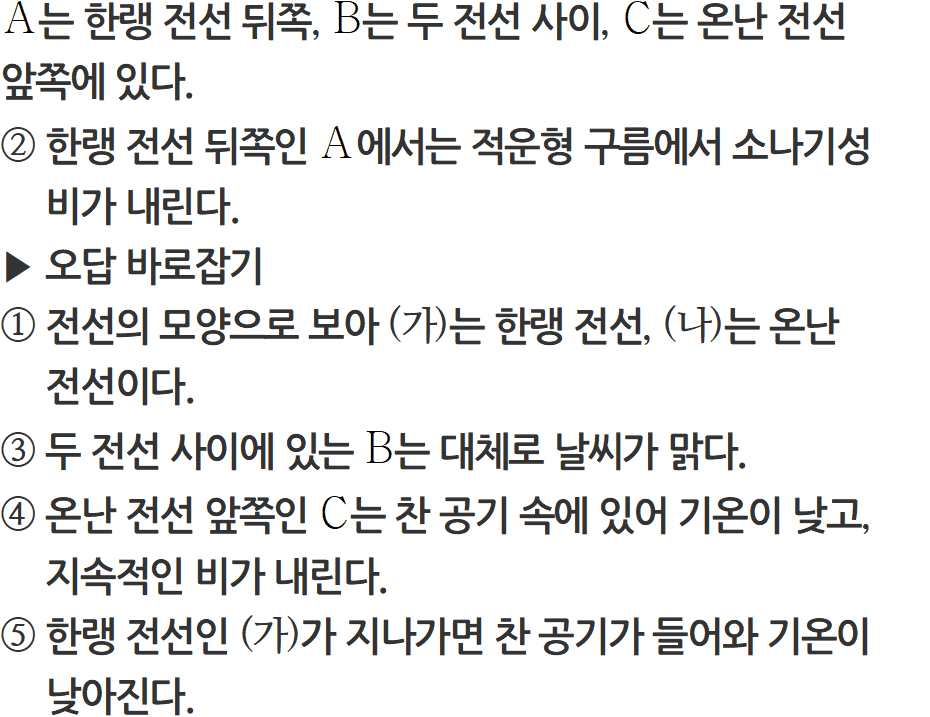 A는 한랭 전선 뒤쪽, B는 두 전선 사이, C는 온난 전선
앞쪽에 있다.
② 한랭 전선 뒤쪽인 A에서는 적운형 구름에서 소나기성
비가 내린다.
▶ 오답 바로잡기
① 전선의 모양으로 보아 (가)는 한랭 전선, (나)는 온난
전선이다.
③ 두 전선 사이에 있는 B는 대체로 날씨가 맑다.
④ 온난 전선 앞쪽인 C는 찬 공기 속에 있어 기온이 낮고,
지속적인 비가 내린다.
⑤ 한랭 전선인 (가)가 지나가면 찬 공기가 들어와 기온이
낮아진다.